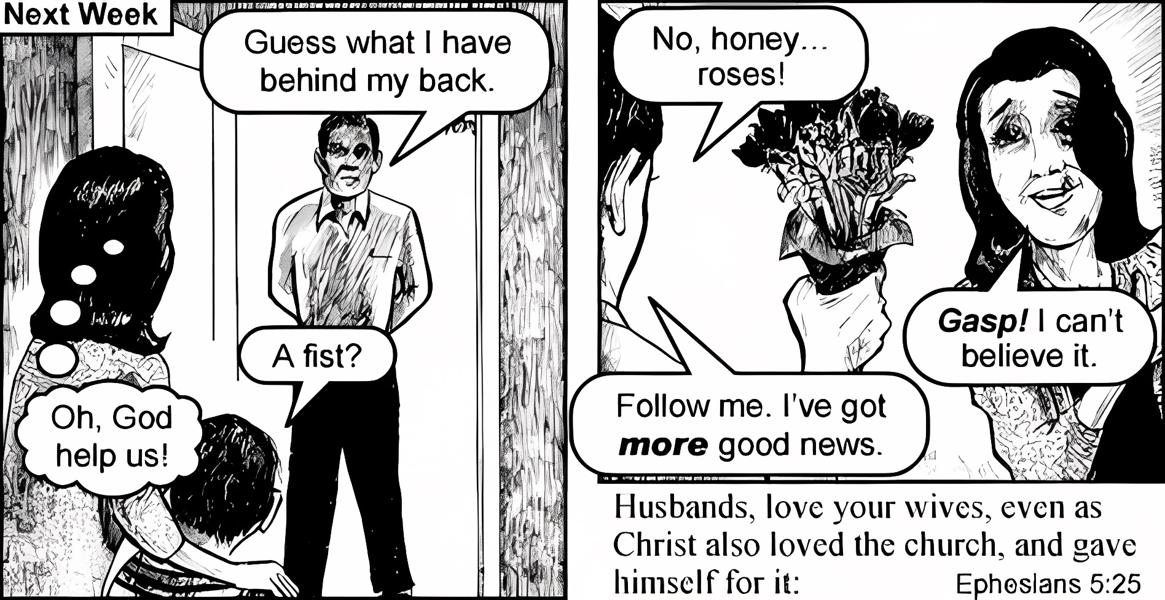 Next Week
Guess what I have
behind my back.
A fist?
Oh, God
help us!
No, honey...
roses!
Gasp! I can't
believe it.
Follow me. I've got
more good news.
Husbands, love your wives, even as
Christ also loved the church, and gave
himself for it:
Ephesians 5:25